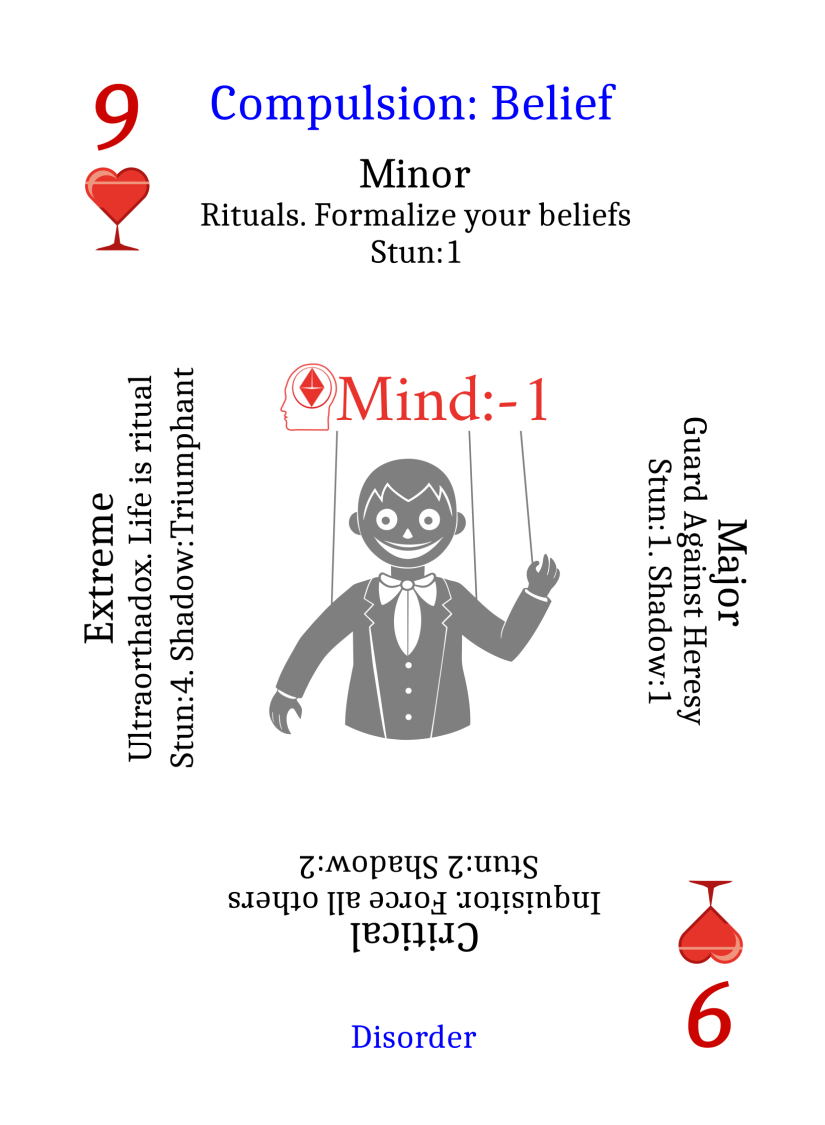 9
Compulsion: Belief
Minor
Rituals. Formalize your beliefs
Stun:1
Mind:-1
Major
Guard Against Heresy
Stun:1. Shadow:1
Extreme
Ultraorthadox. Life is ritual
Stun:4. Shadow:Triumphant
Critical
Inquisitor. Force all others
Stun:2 Shadow:2
9
Disorder